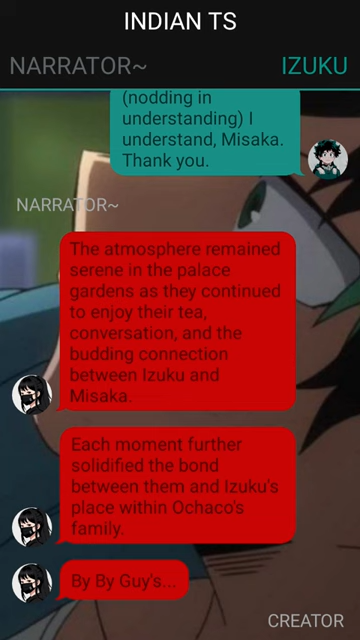 INDIAN TS
NARRATOR~
IZUKU
(nodding in
understanding) I
understand, Misaka.
Thank you.
NARRATOR~
The atmosphere remained
serene in the palace
gardens as they continued
to enjoy their tea,
conversation, and the
budding connection
between Izuku and
Misaka.
Each moment further
solidified the bond
between them and Izuku's
place within Ochaco's
family.
By By Guy's...
CREATOR